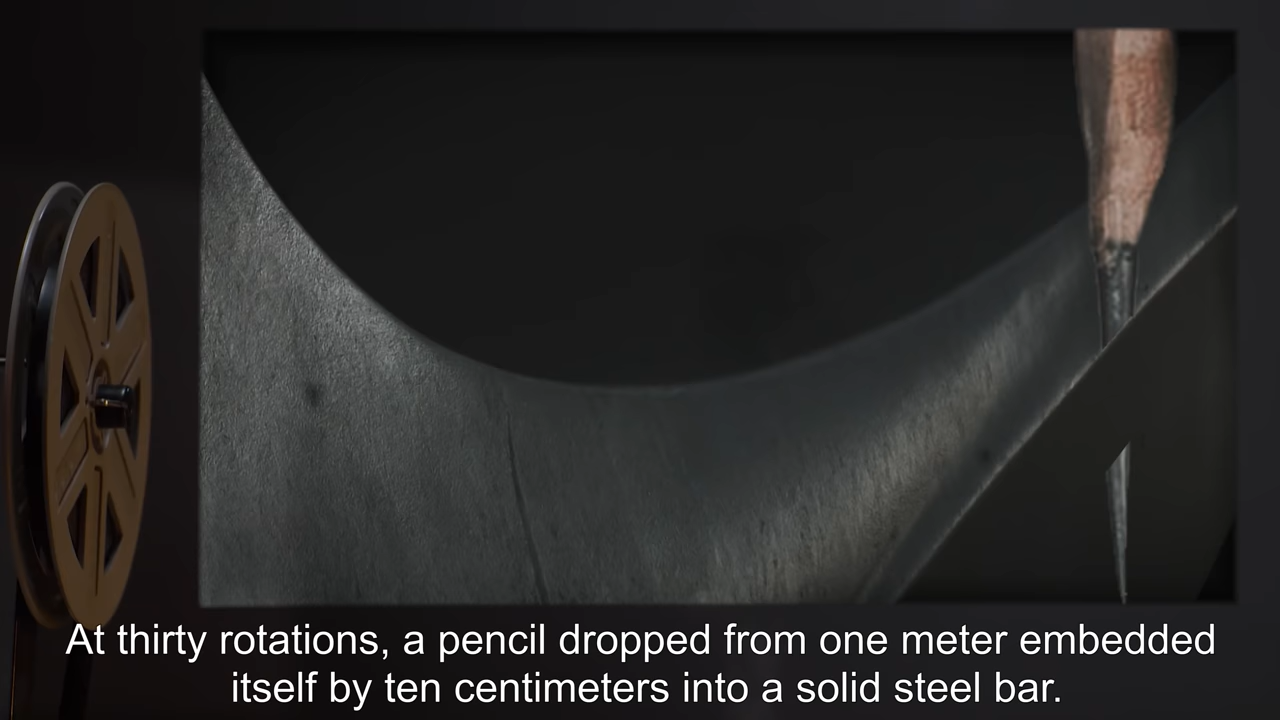 At thirty rotations, a pencil dropped from one meter embedded
itself by ten centimeters into a solid steel bar.